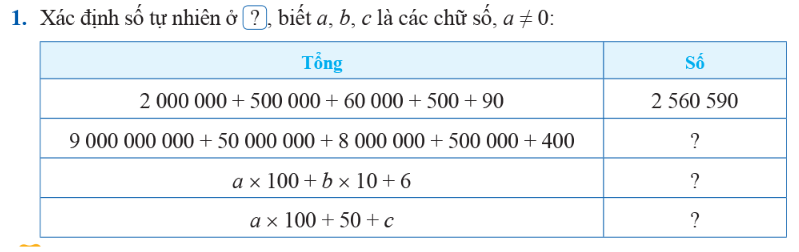 1. Xác định số tự nhiên ở ?, biết a, b, c là các chữ số, a ≠ 0:
Tổng Số
2 000 000 + 500 000 + 60 000 + 500 + 90 2 560 590
9 000 000 000 + 50 000 000 + 8 000 000 + 500 000 + 400 ?
a × 100 + b × 10 + 6 ?
a × 100 + 50 + c ?